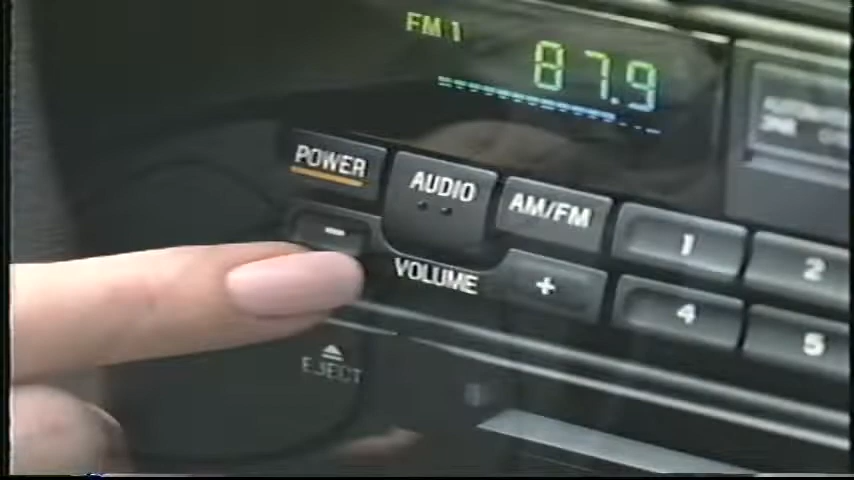 FM 1
87.9
POWER
AUDIO
AM/FM
1
2
-
VOLUME
+
4
5
EJECT